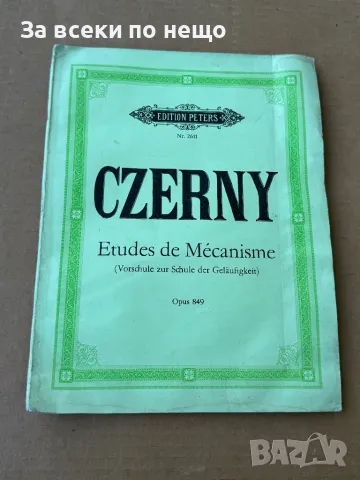 За всеки по нещо
EDITION PETERS
Nr. 2611
CZERNY
Etudes de Mécanisme
(Vorschule zur Schule der Geläufigkeit)
Opus 849
BAZAR